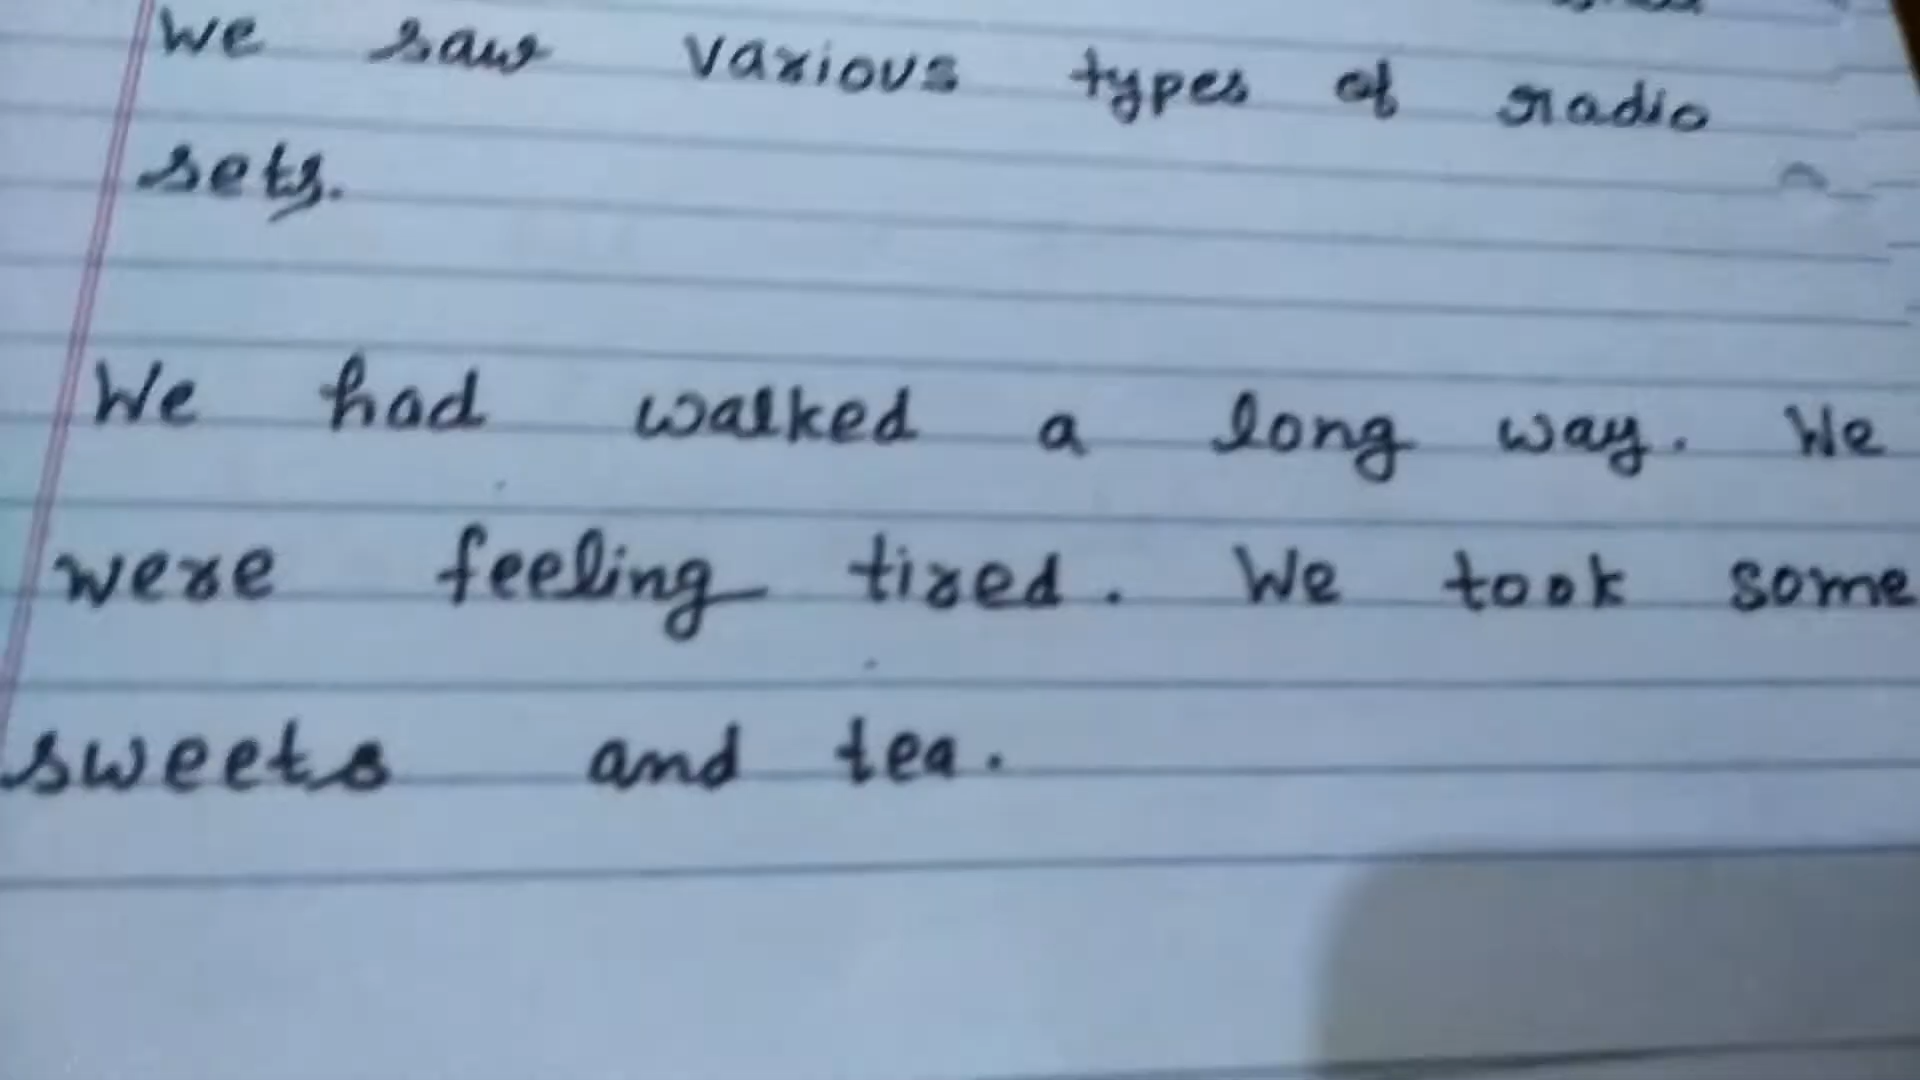 We saw various types of radio
sets.
We had walked a long way. We
were feeling tired. We took some
sweets and tea.